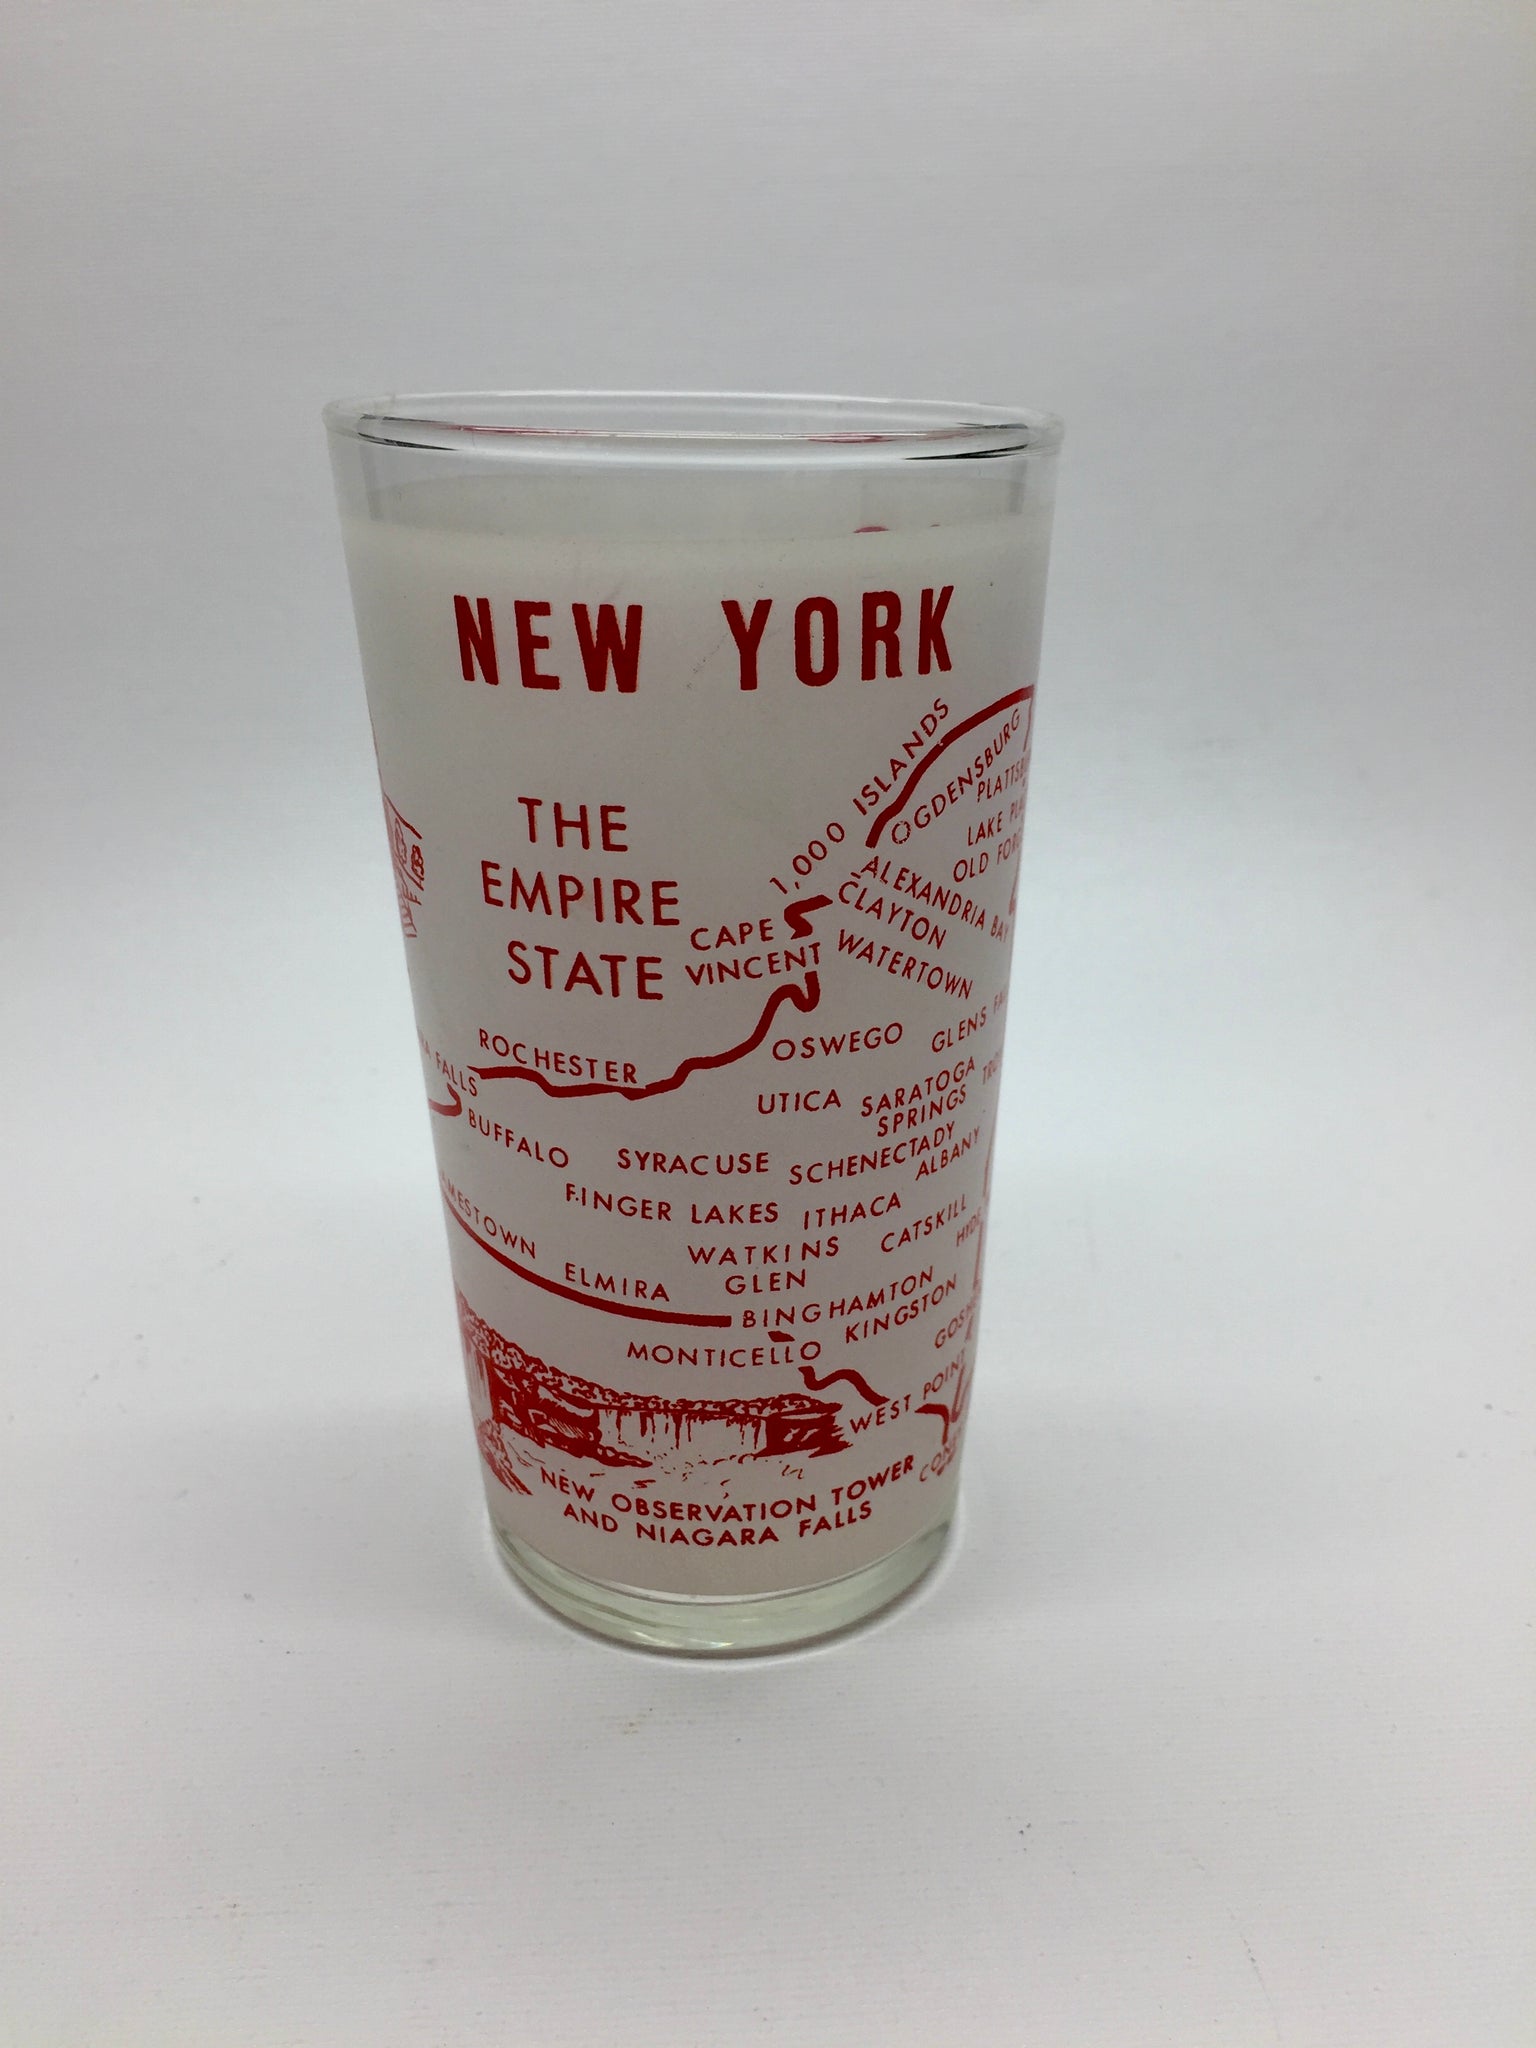 NEW YORK
1,000 ISLANDS
OGDENSBURG
THE
EMPIRE
STATE
LAKE
OLD
ALEXANDRIA BAY
CLAYTON
CAPE
VINCENT
WATERTOWN
ROCHESTER
OSWEGO
GLENS
FALLS
UTICA
SARATOGA
SPRINGS
BUFFALO
SYRACUSE
SCHENECTADY
ALBANY
FINGER LAKES
ITHACA
CATSKILL
WATKINS
GLEN
ELMIRA
BINGHAMTON
KINGSTON
MONTICELLO
WEST POINT
NEW OBSERVATION TOWER
AND NIAGARA FALLS